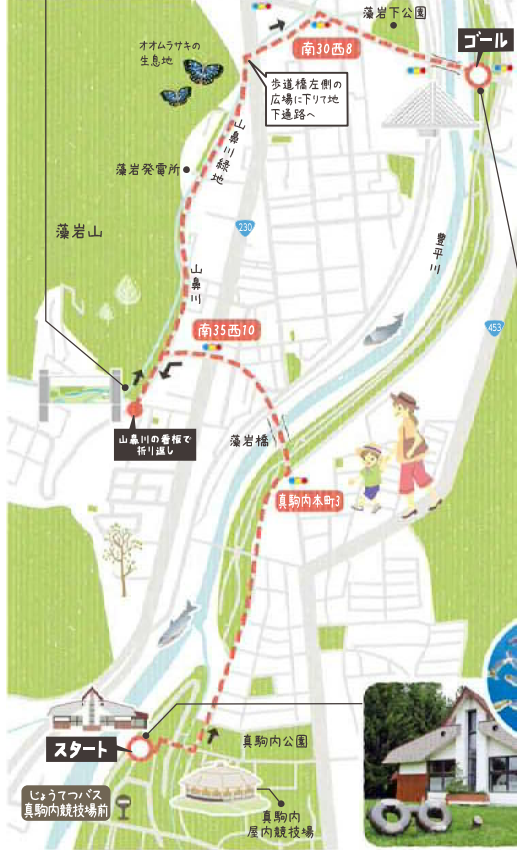 藻岩下公園
ゴール
南30西8
オオムラサキの
生息地
歩道橋左側の
広場に下りて地
下通路へ
山鼻川緑地
藻岩発電所
藻岩山
230
豊平川
山鼻川
453
南35西10
山鼻川の看板で
折り返し
藻岩橋
真駒内本町3
スタート
真駒内公園
じょうてつバス
真駒内競技場前
真駒内
屋内競技場